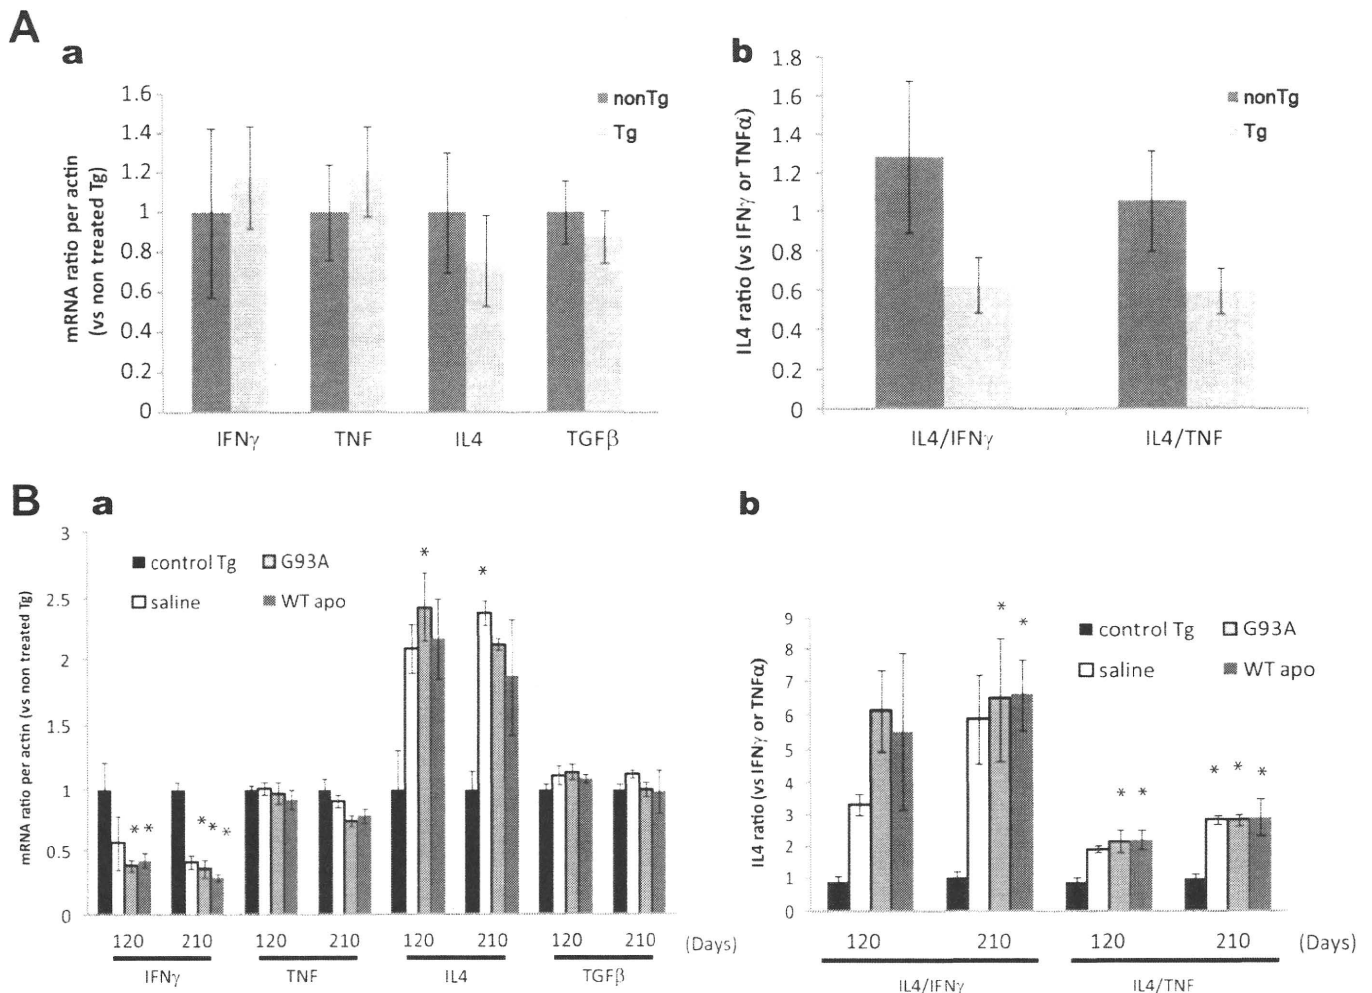 A
a
mRNA ratio per actin
(vs non treated Tg)
1.6
1.4
1.2
1
0.8
0.6
0.4
0.2
0
nonTg
Tg
IFNγ TNF IL4 TGFβ
b
IL4 ratio (vs IFNγ or TNFα)
1.8
1.6
1.4
1.2
1
0.8
0.6
0.4
0.2
0
nonTg
Tg
IL4/IFNγ IL4/TNF
B
a
mRNA ratio per actin (vs non treated Tg)
3
2.5
2
1.5
1
0.5
0
control Tg G93A
saline WT apo
* *
* * *
*
*
120 210 120 210 120 210 120 210 (Days)
IFNγ TNF IL4 TGFβ
b
IL4 ratio (vs IFNγ or TNFα)
9
8
7
6
5
4
3
2
1
0
control Tg G93A
saline WT apo
* *
* *
* * *
120 210 120 210 (Days)
IL4/IFNγ IL4/TNF